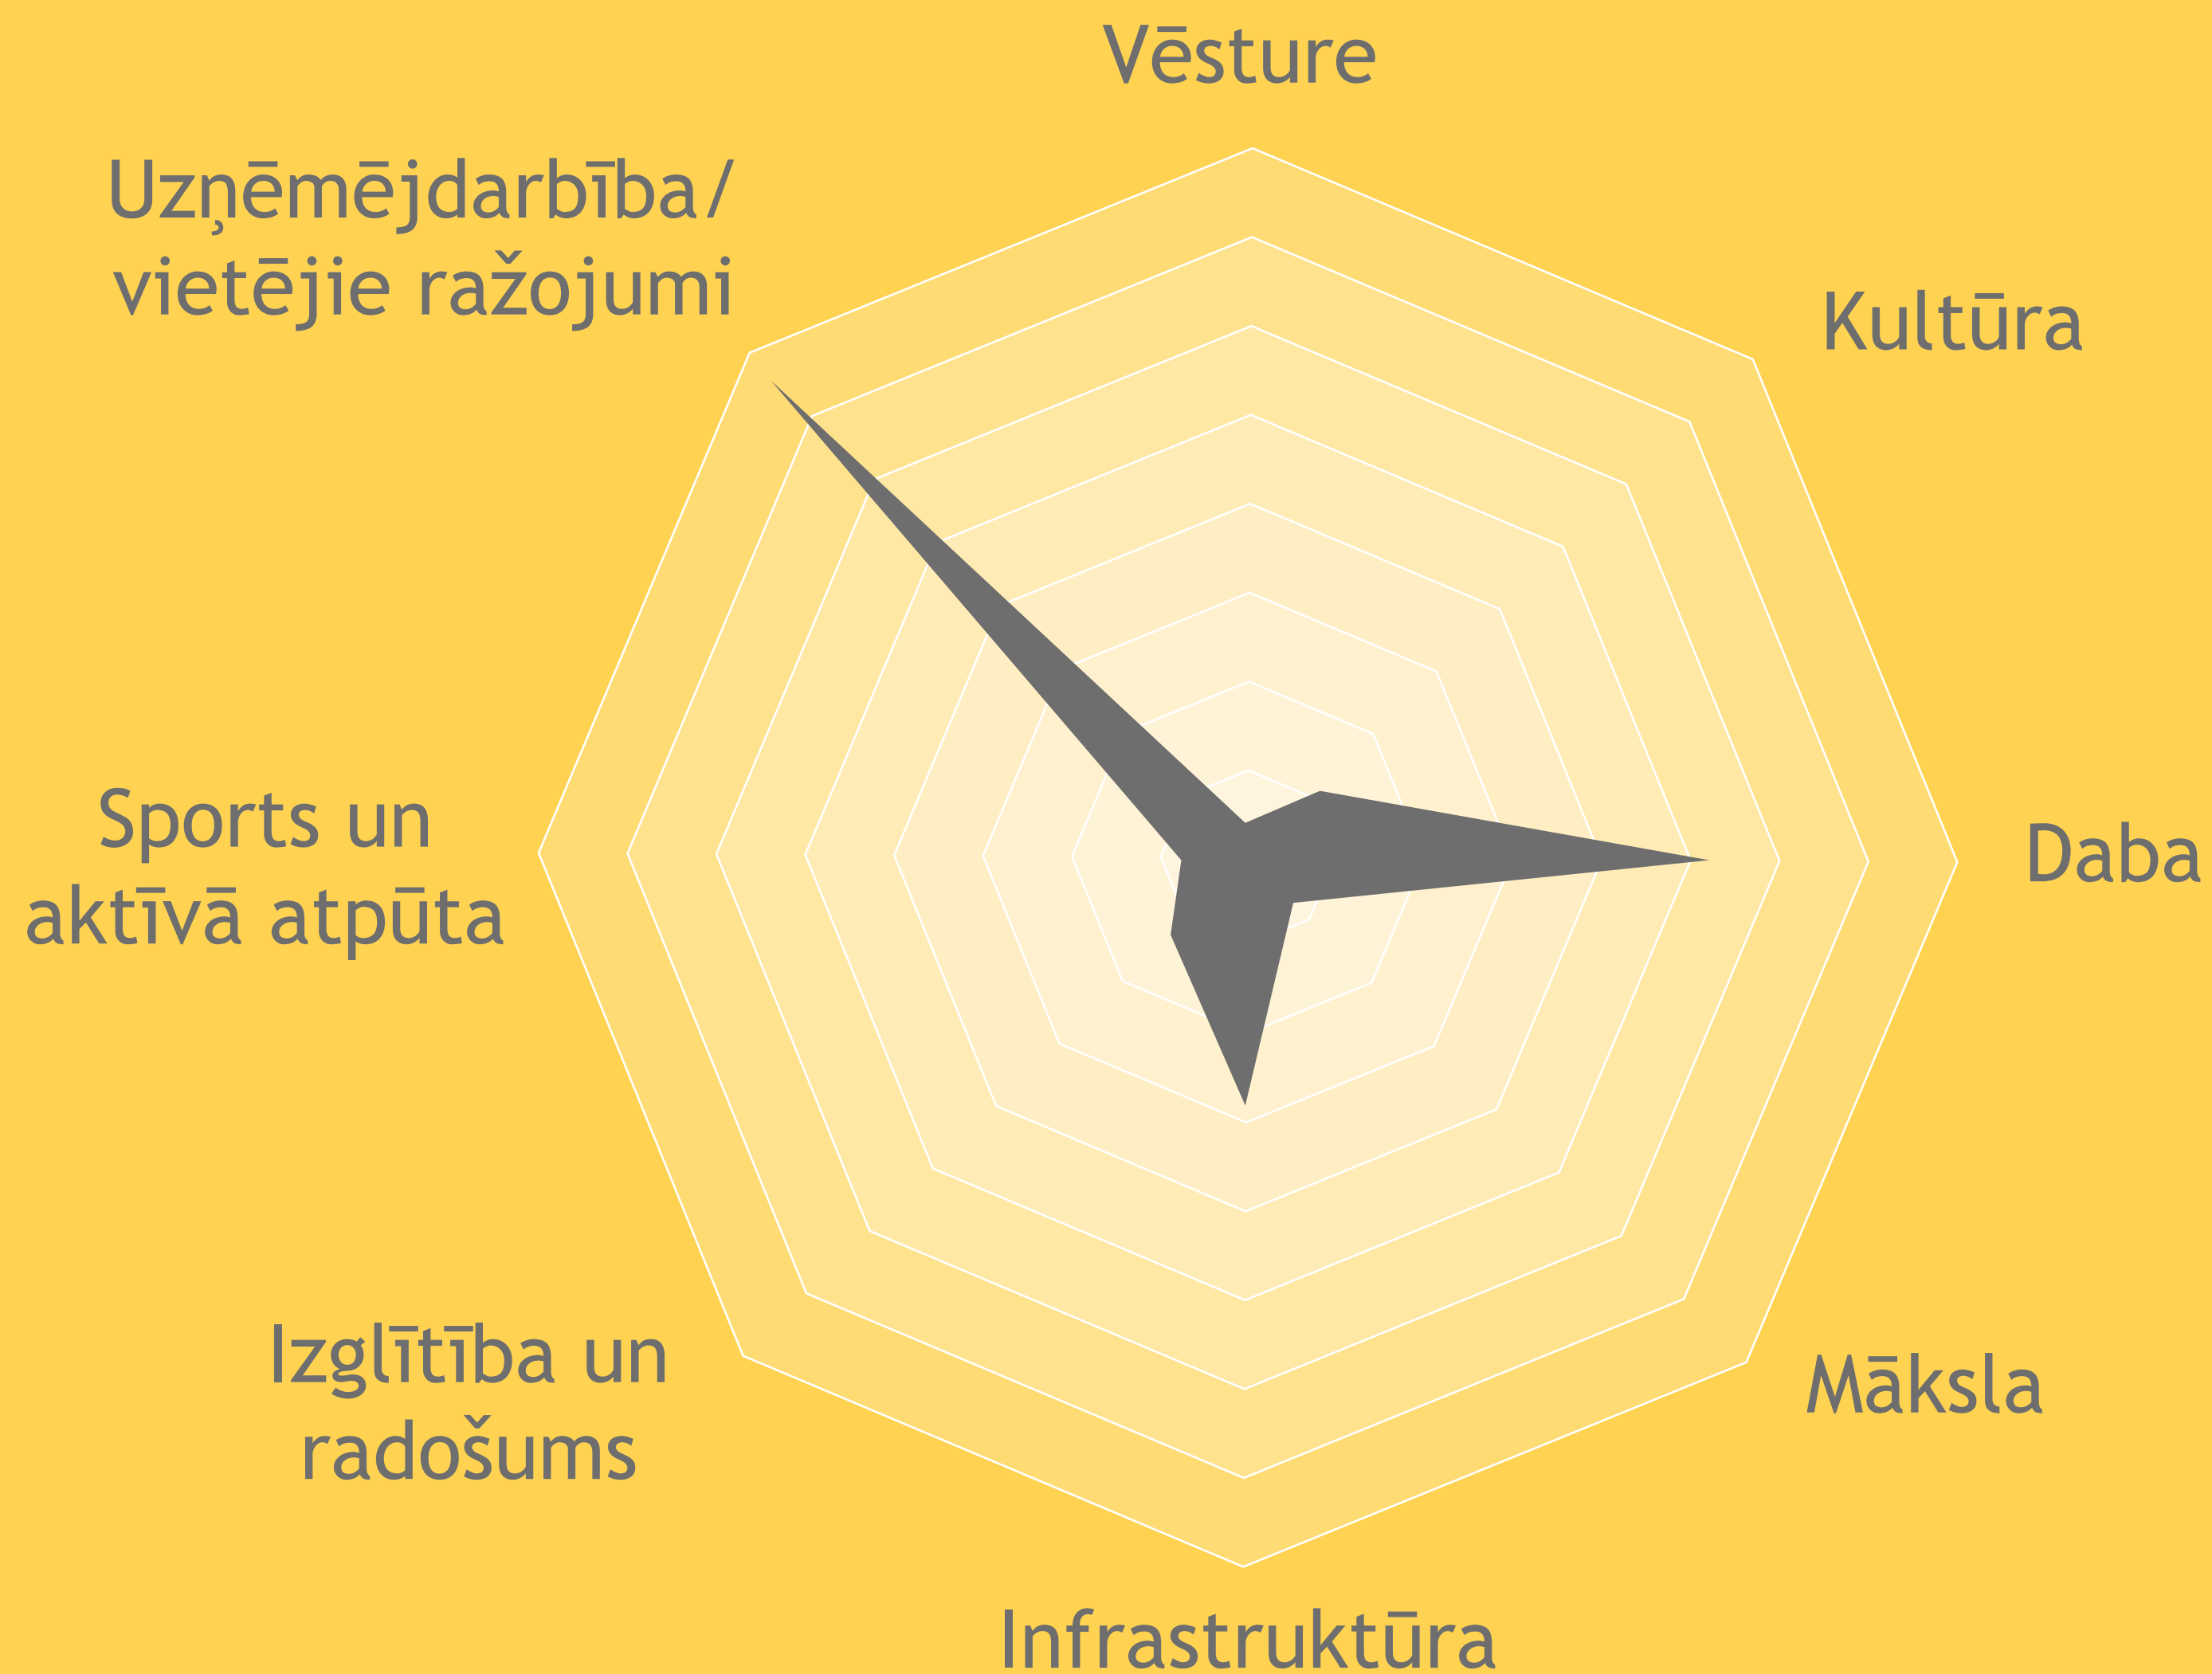 Vēsture
Uzņēmējdarbība/
vietējie ražojumi
Kultūra
Sports un
aktīvā atpūta
Daba
Izglītība un
radošums
Māksla
Infrastruktūra